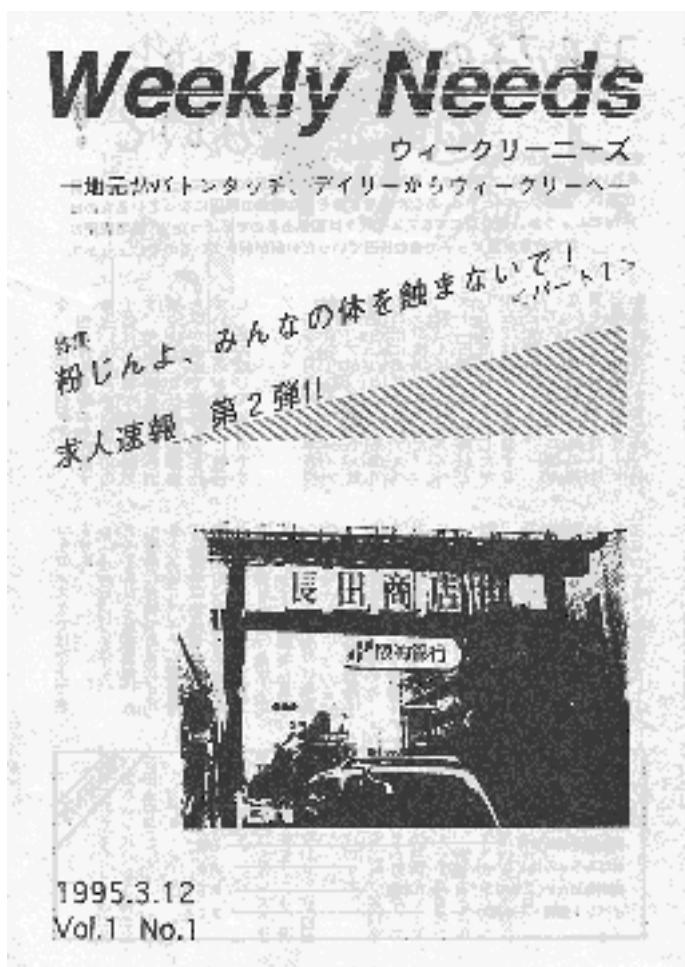 Weekly Needs
ウィークリーニーズ
―地元がバトンタッチ、デイリーからウィークリーへ―
特集
粉じんよ、みんなの体を蝕まないで!
<パート1>
求人速報 第2弾!!
長田商店街
阪神銀行
1995.3.12
Vol.1 No.1